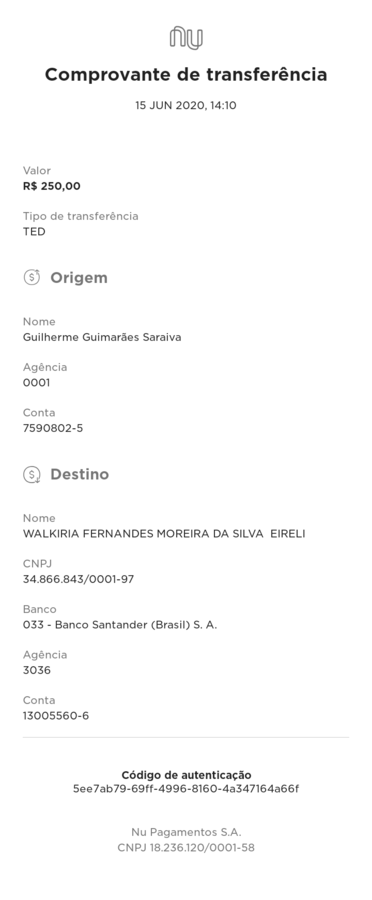 nu
Comprovante de transferência
15 JUN 2020, 14:10
Valor
R$ 250,00
Tipo de transferência
TED
Origem
Nome
Guilherme Guimarães Saraiva
Agência
0001
Conta
7590802-5
Destino
Nome
WALKIRIA FERNANDES MOREIRA DA SILVA  EIRELI
CNPJ
34.866.843/0001-97
Banco
033 - Banco Santander (Brasil) S. A.
Agência
3036
Conta
13005560-6
Código de autenticação
5ee7ab79-69ff-4996-8160-4a347164a66f
Nu Pagamentos S.A.
CNPJ 18.236.120/0001-58